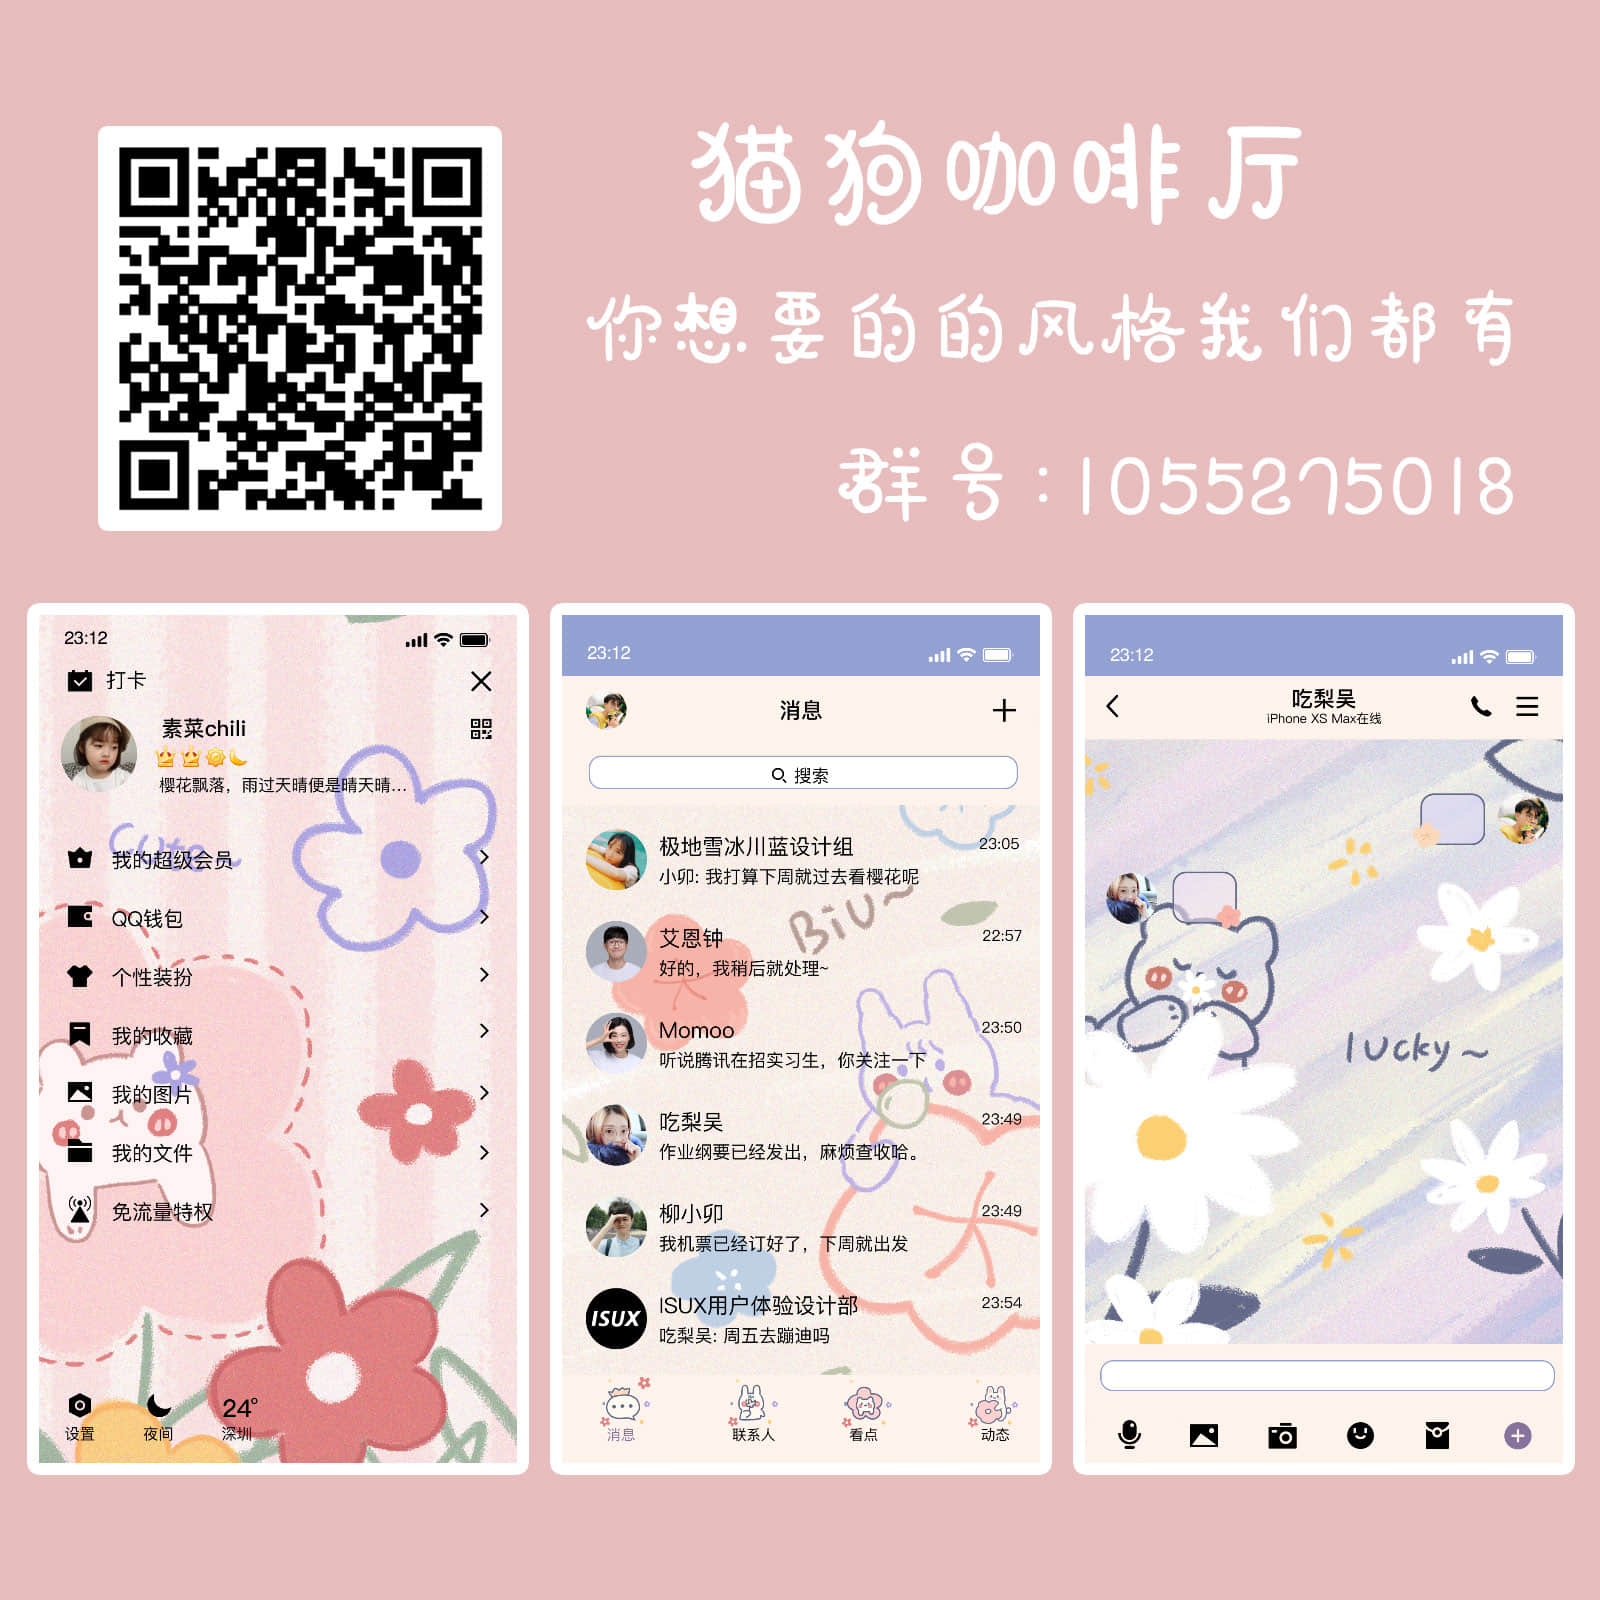 猫狗咖啡厅
你想要的的风格我们都有
群号:1055275018
23:12
打卡
素菜chili
樱花飘落，雨过天晴便是晴天晴...
cute~
我的超级会员
QQ钱包
个性装扮
我的收藏
我的图片
我的文件
免流量特权
24°
设置 夜间 深圳
23:12
消息
搜索
极地雪冰川蓝设计组 23:05
小卯: 我打算下周就过去看樱花呢
BiU~
艾恩钟 22:57
好的，我稍后就处理~
Momoo 23:50
听说腾讯在招实习生，你关注一下
吃梨吴 23:49
作业纲要已经发出，麻烦查收哈。
柳小卯 23:49
我机票已经订好了，下周就出发
ISUX
ISUX用户体验设计部 23:54
吃梨吴: 周五去蹦迪吗
消息 联系人 看点 动态
23:12
吃梨吴
iPhone XS Max在线
lucky~